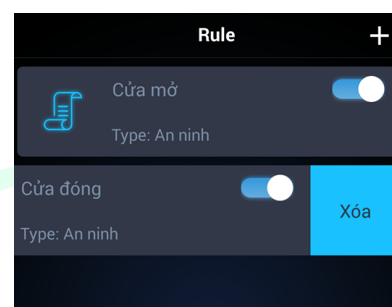 Rule +
Cửa mở
Type: An ninh
Cửa đóng
Xóa
Type: An ninh